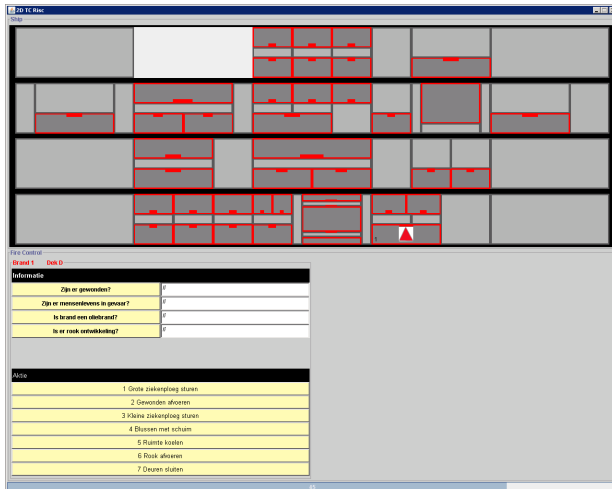 2D TC Risc
Ship
1
Fire Control
Brand 1 Dek D
Informatie
Zijn er gewonden?
Zijn er mensenlevens in gevaar?
Is brand een oliebrand?
Is er rook ontwikkeling?
Aktie
1 Grote ziekenploeg sturen
2 Gewonden afvoeren
3 Kleine ziekenploeg sturen
4 Blussen met schuim
5 Ruimte koelen
6 Rook afvoeren
7 Deuren sluiten